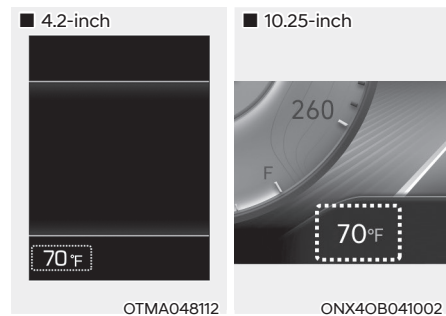 ■ 4.2-inch
70°F
OTMA048112
■ 10.25-inch
260
F
70°F
ONX4OB041002